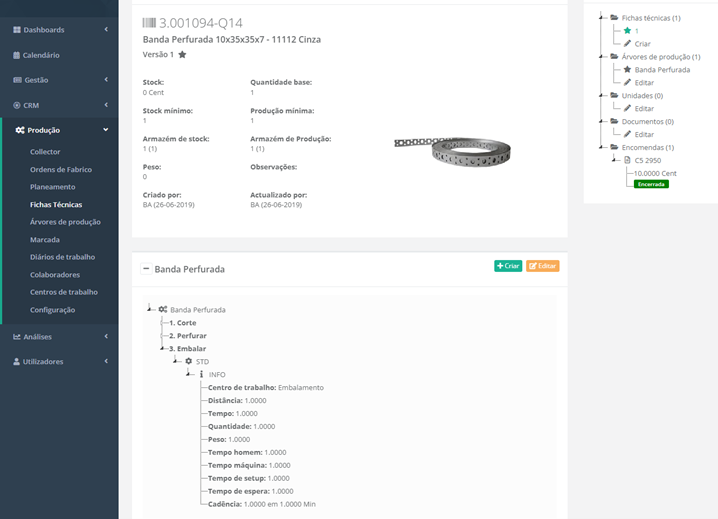 Dashboards
Calendário
Gestão
CRM
Produção
Collector
Ordens de Fabrico
Planeamento
Fichas Técnicas
Árvores de produção
Marcada
Diários de trabalho
Colaboradores
Centros de trabalho
Configuração
Análises
Utilizadores
3.001094-Q14
Banda Perfurada 10x35x35x7 - 11112 Cinza
Versão 1
Stock: Quantidade base:
0 Cent 1
Stock mínimo: Produção mínima:
1 1
Armazém de stock: Armazém de Produção:
1 (1) 1 (1)
Peso: Observações:
0
Criado por: Actualizado por:
BA (26-06-2019) BA (26-06-2019)
Banda Perfurada
Criar Editar
Banda Perfurada
1. Corte
2. Perfurar
3. Embalar
STD
INFO
Centro de trabalho: Embalamento
Distância: 1.0000
Tempo: 1.0000
Quantidade: 1.0000
Peso: 1.0000
Tempo homem: 1.0000
Tempo máquina: 1.0000
Tempo de setup: 1.0000
Tempo de espera: 1.0000
Cadência: 1.0000 em 1.0000 Min
Fichas técnicas (1)
1
Criar
Árvores de produção (1)
Banda Perfurada
Editar
Unidades (0)
Editar
Documentos (0)
Editar
Encomendas (1)
C5 2950
10.0000 Cent
Encerrada